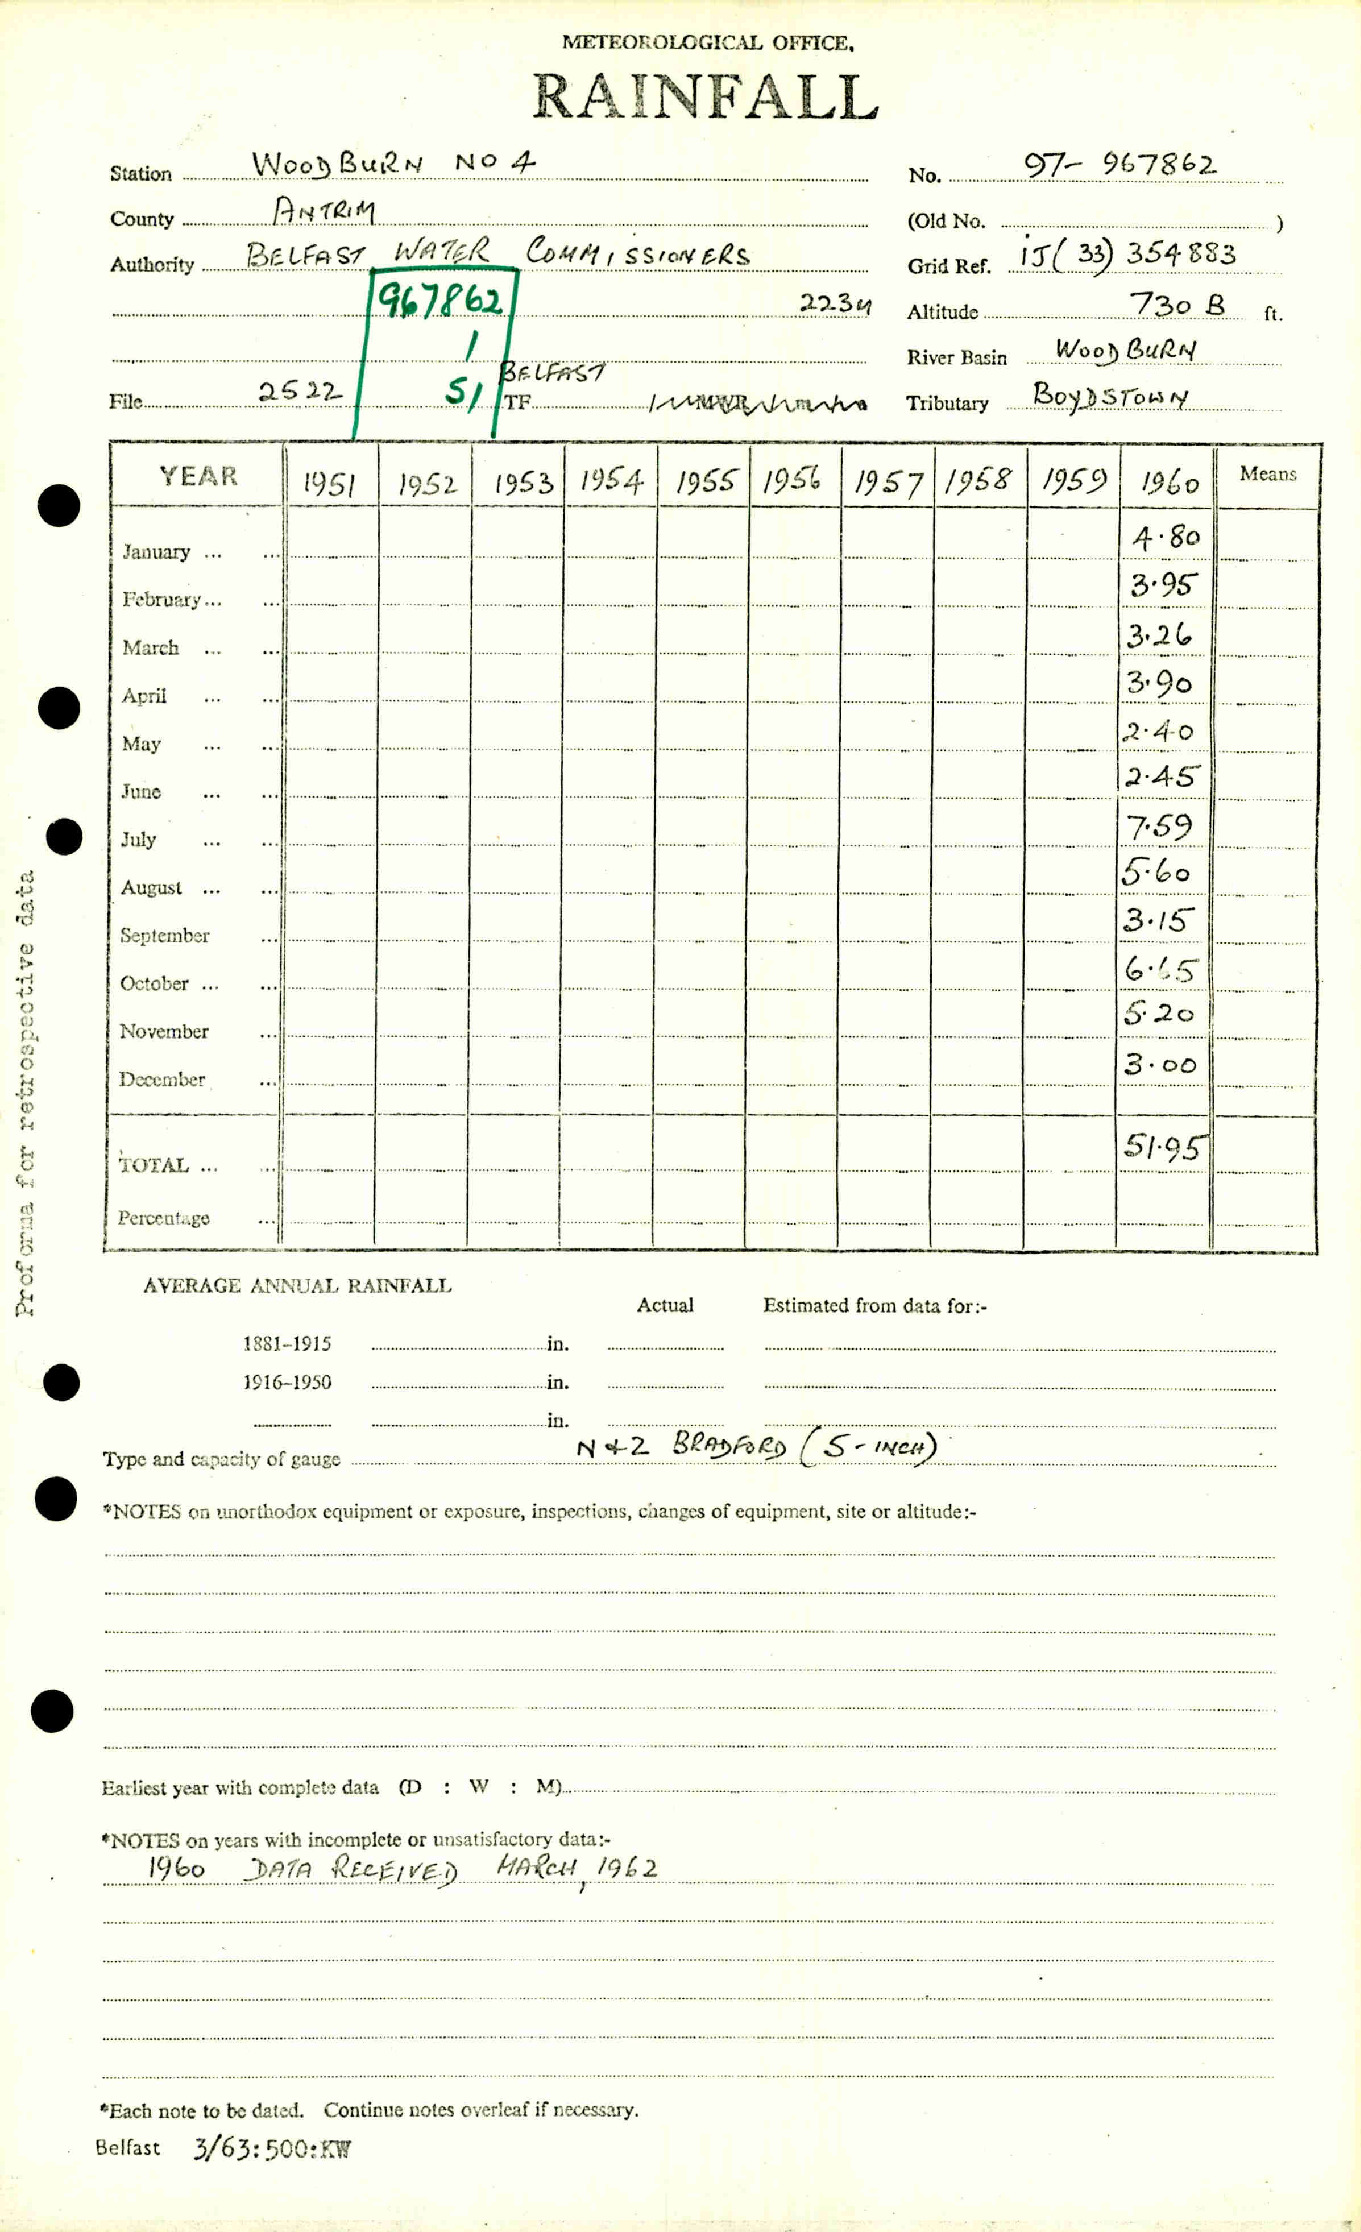 METEOROLOGICAL OFFICE.
RAINFALL
Station WOODBURN NO 4 No. 97- 967862
County ANTRIM (Old No. )
Authority BELFAST WATER COMMISSIONERS Grid Ref. IJ(33) 354883
967862 2234 Altitude 730 B ft.
1 River Basin WOODBURN
File 2522 51 BELFAST TF Tributary BOYDSTOWN
YEAR 1951 1952 1953 1954 1955 1956 1957 1958 1959 1960 Means
January ... ... 4.80
February ... ... 3.95
March ... ... 3.26
April ... ... 3.90
May ... ... 2.40
June ... ... 2.45
July ... ... 7.59
August ... ... 5.60
September ... 3.15
October ... ... 6.65
November ... 5.20
December ... 3.00
TOTAL ... ... 51.95
Percentage ...
Proforma for retrospective data
AVERAGE ANNUAL RAINFALL
Actual Estimated from data for:-
1881-1915 in.
1916-1950 in.
in.
Type and capacity of gauge N & Z BRADFORD (5-INCH)
*NOTES on unorthodox equipment or exposure, inspections, changes of equipment, site or altitude:-
Earliest year with complete data (D : W : M)
*NOTES on years with incomplete or unsatisfactory data:-
1960 DATA RECEIVED MARCH, 1962
*Each note to be dated. Continue notes overleaf if necessary.
Belfast 3/63:500:KW